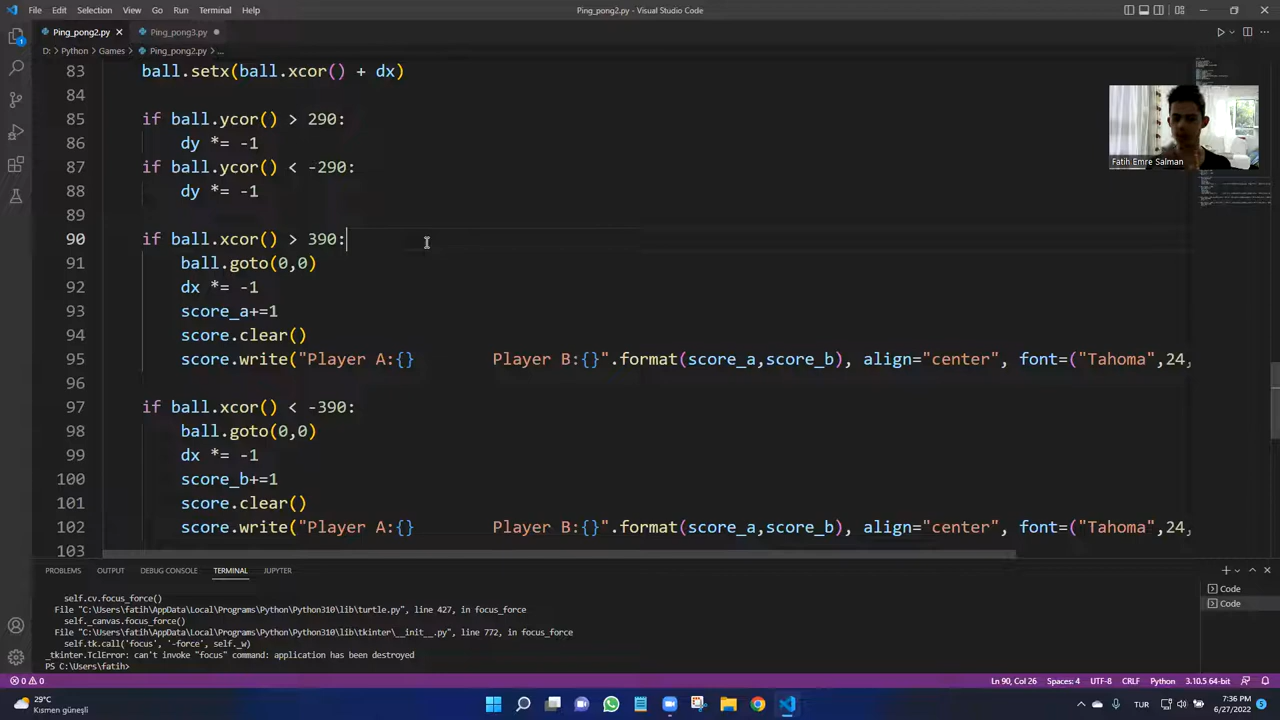 File Edit Selection View Go Run Terminal Help Ping_pong2.py - Visual Studio Code
Ping_pong2.py Ping_pong3.py
D: > Python > Games > Ping_pong2.py > ...
83 ball.setx(ball.xcor() + dx)
84
85 if ball.ycor() > 290:
86 dy *= -1
87 if ball.ycor() < -290:
88 dy *= -1
89
90 if ball.xcor() > 390:
91 ball.goto(0,0)
92 dx *= -1
93 score_a+=1
94 score.clear()
95 score.write("Player A:{}        Player B:{}".format(score_a,score_b), align="center", font=("Tahoma",24,
96
97 if ball.xcor() < -390:
98 ball.goto(0,0)
99 dx *= -1
100 score_b+=1
101 score.clear()
102 score.write("Player A:{}        Player B:{}".format(score_a,score_b), align="center", font=("Tahoma",24,
103
Fatih Emre Salman
PROBLEMS OUTPUT DEBUG CONSOLE TERMINAL JUPYTER
self.cv.focus_force()
File "C:\Users\fatih\AppData\Local\Programs\Python\Python310\lib\turtle.py", line 427, in focus_force
self._canvas.focus_force()
File "C:\Users\fatih\AppData\Local\Programs\Python\Python310\lib\tkinter\__init__.py", line 772, in focus_force
self.tk.call('focus', '-force', self._w)
_tkinter.TclError: can't invoke "focus" command: application has been destroyed
PS C:\Users\fatih>
Code
Code
0 0 Ln 90, Col 26 Spaces: 4 UTF-8 CRLF Python 3.10.5 64-bit
29°C
Kısmen güneşli
TUR
7:36 PM
6/27/2022
5
1